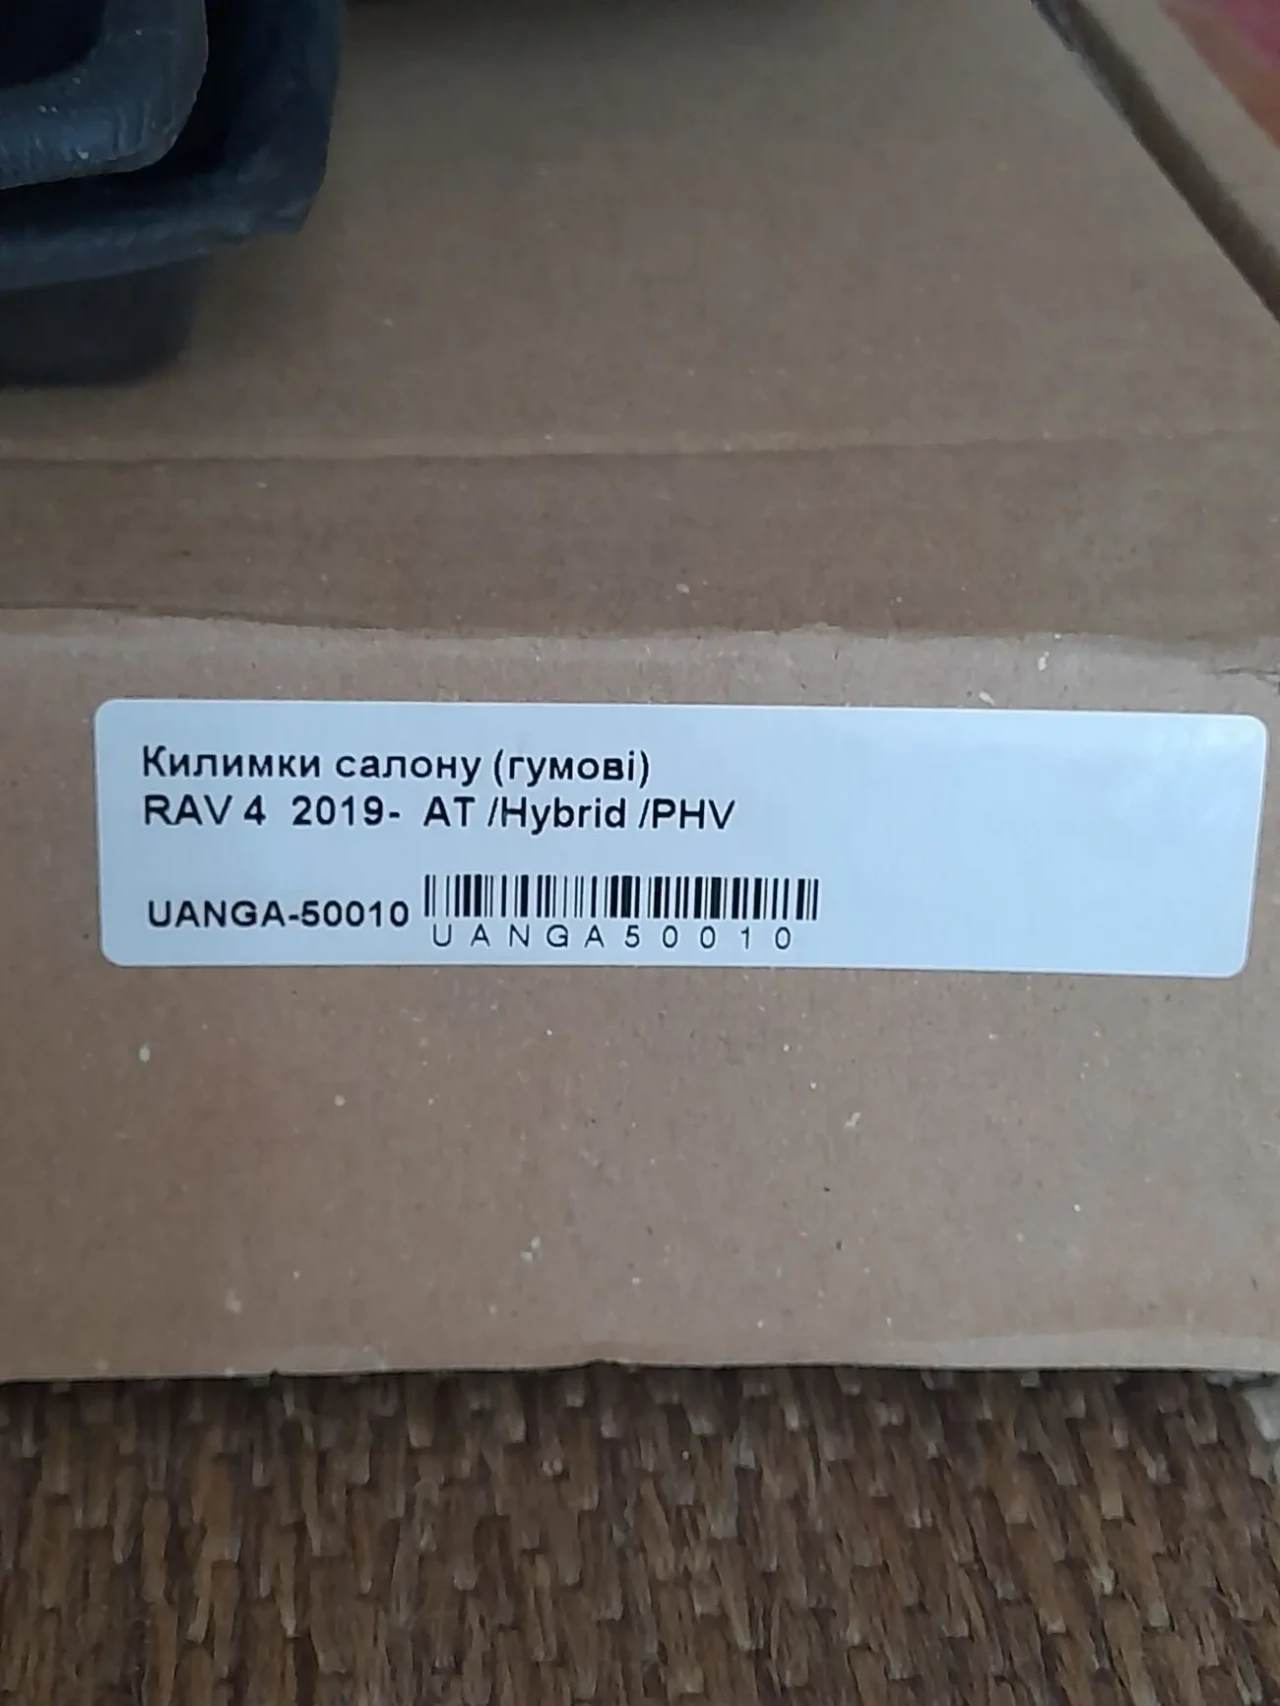 Килимки салону (гумові)
RAV 4 2019- AT /Hybrid /PHV
UANGA-50010
UANGA50010